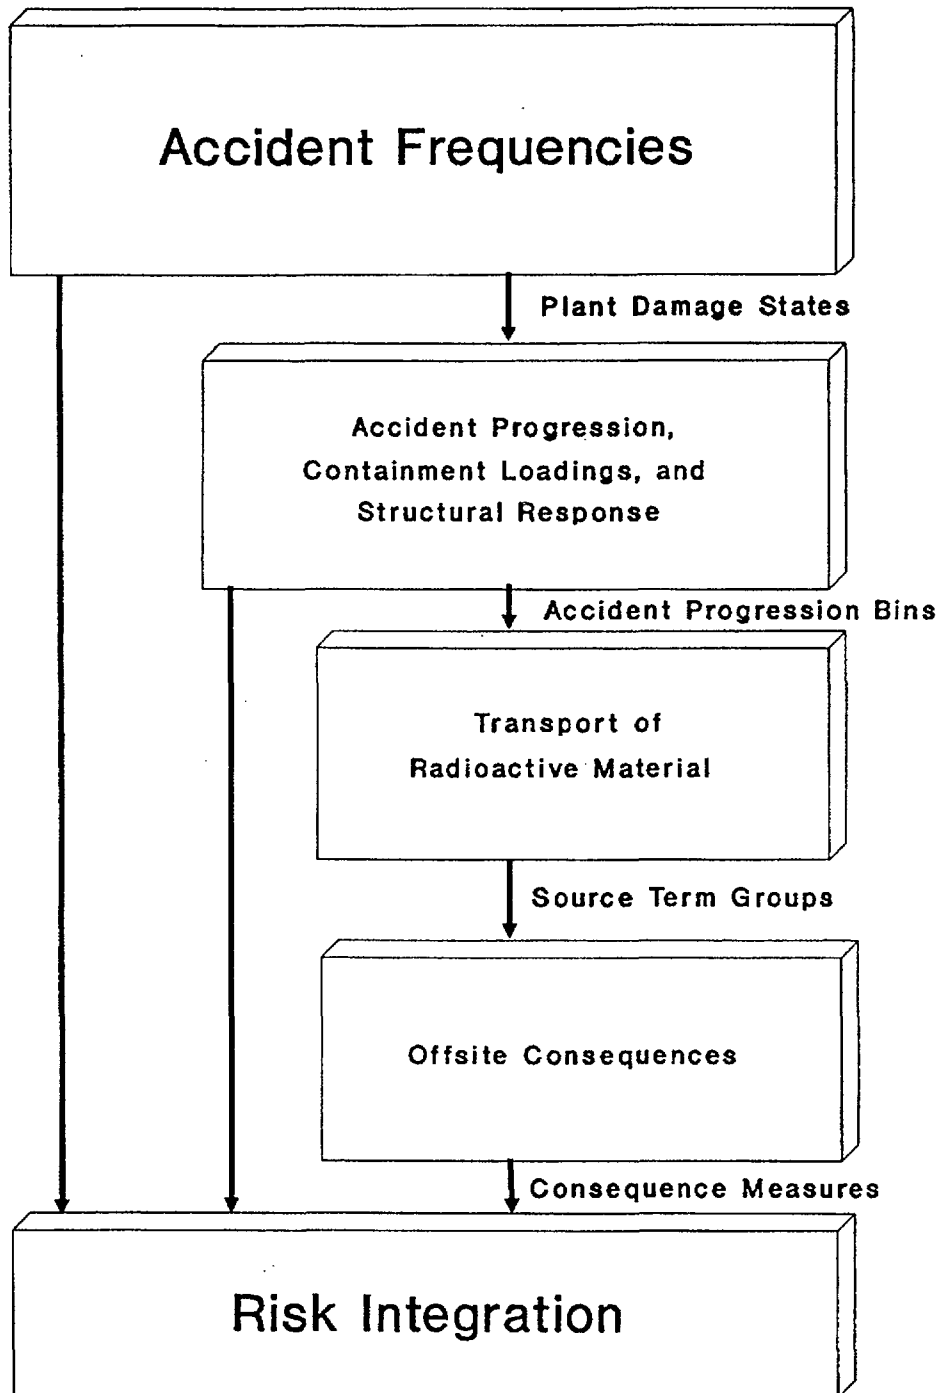 Accident Frequencies
Plant Damage States
Accident Progression,
Containment Loadings, and
Structural Response
Accident Progression Bins
Transport of
Radioactive Material
Source Term Groups
Offsite Consequences
Consequence Measures
Risk Integration